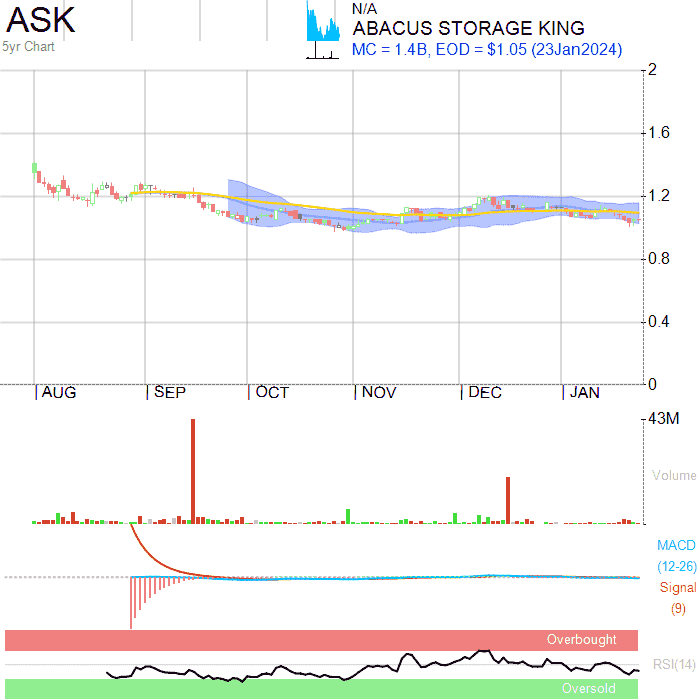 ASK
5yr Chart
N/A
ABACUS STORAGE KING
MC = 1.4B, EOD = $1.05 (23Jan2024)
2
1.6
1.2
0.8
0.4
0
AUG SEP OCT NOV DEC JAN
43M
Volume
MACD
(12-26)
Signal
(9)
Overbought
RSI(14)
Oversold